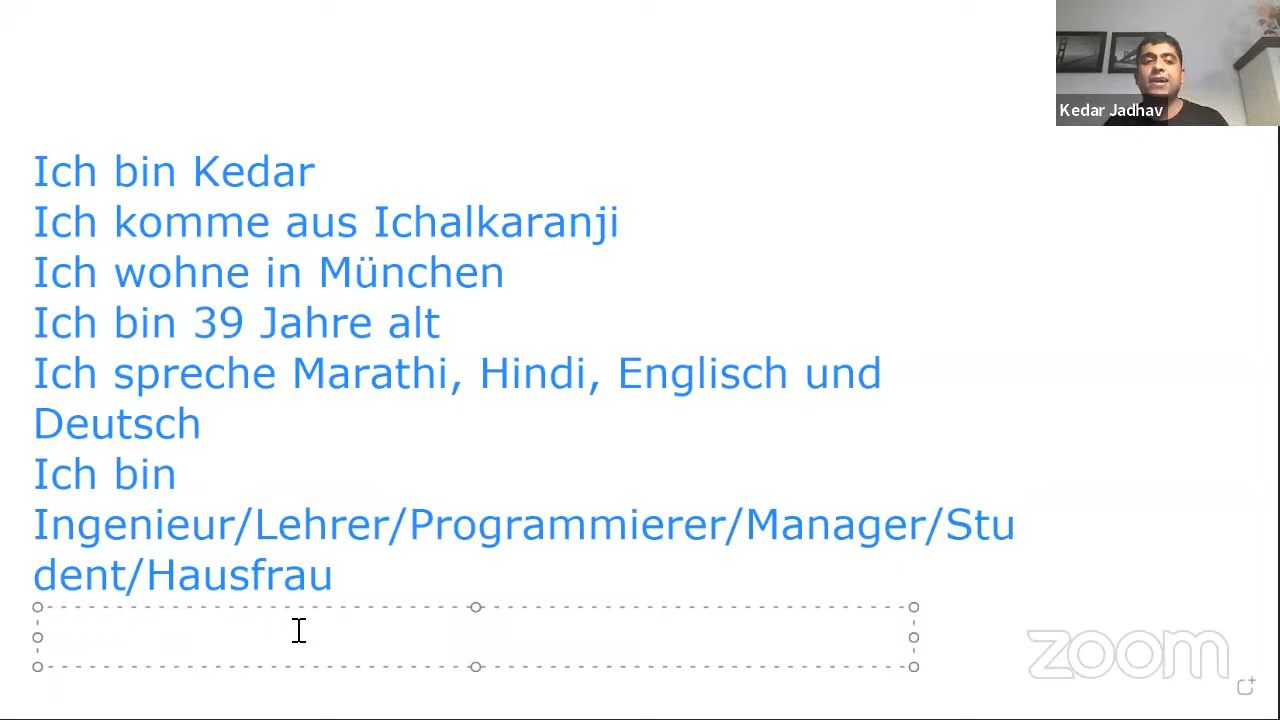 Kedar Jadhav
Ich bin Kedar
Ich komme aus Ichalkaranji
Ich wohne in München
Ich bin 39 Jahre alt
Ich spreche Marathi, Hindi, Englisch und
Deutsch
Ich bin
Ingenieur/Lehrer/Programmierer/Manager/Stu
dent/Hausfrau
zoom